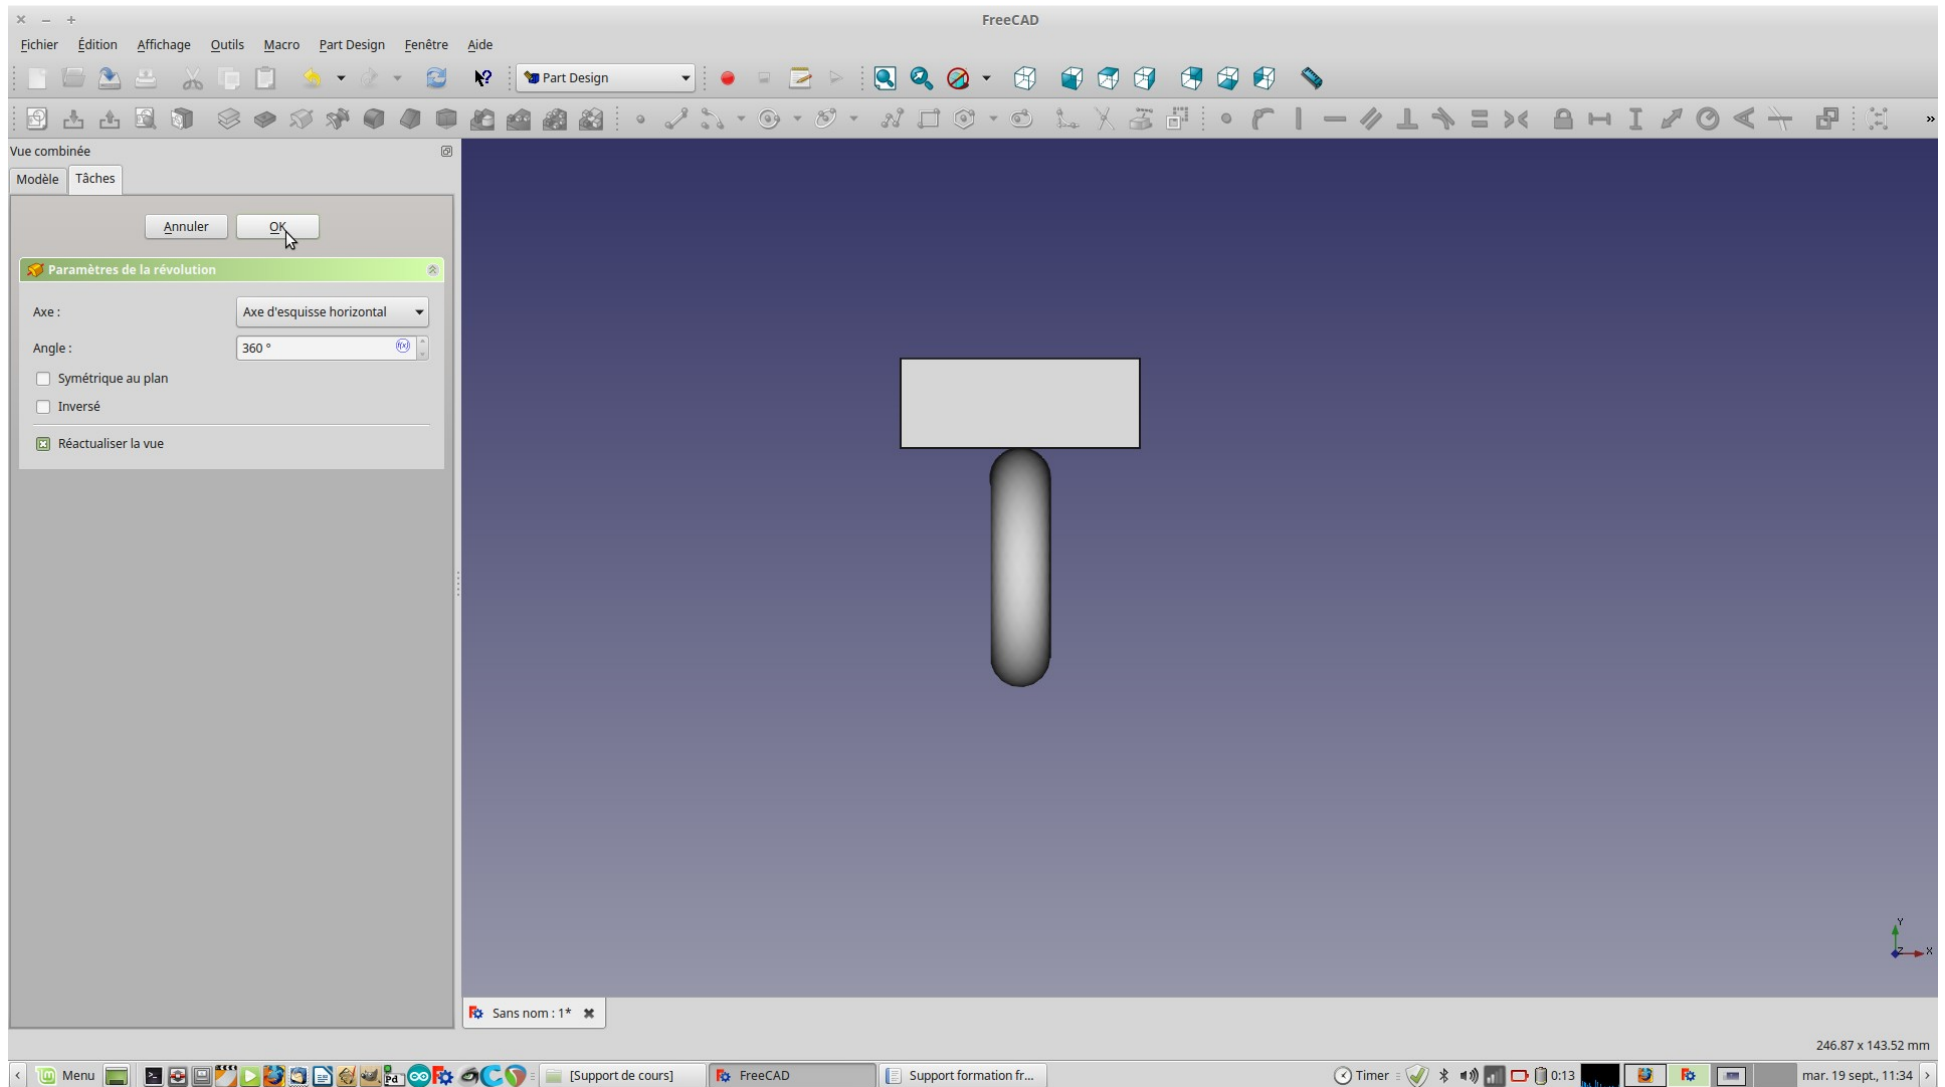 FreeCAD
Fichier Édition Affichage Outils Macro Part Design Fenêtre Aide
Part Design
Vue combinée
Modèle Tâches
Annuler OK
Paramètres de la révolution
Axe : Axe d'esquisse horizontal
Angle : 360 °
Symétrique au plan
Inversé
Réactualiser la vue
Y
Z X
Sans nom : 1*
246.87 x 143.52 mm
Menu Pd [Support de cours] FreeCAD Support formation fr... Timer 0:13 mar. 19 sept., 11:34